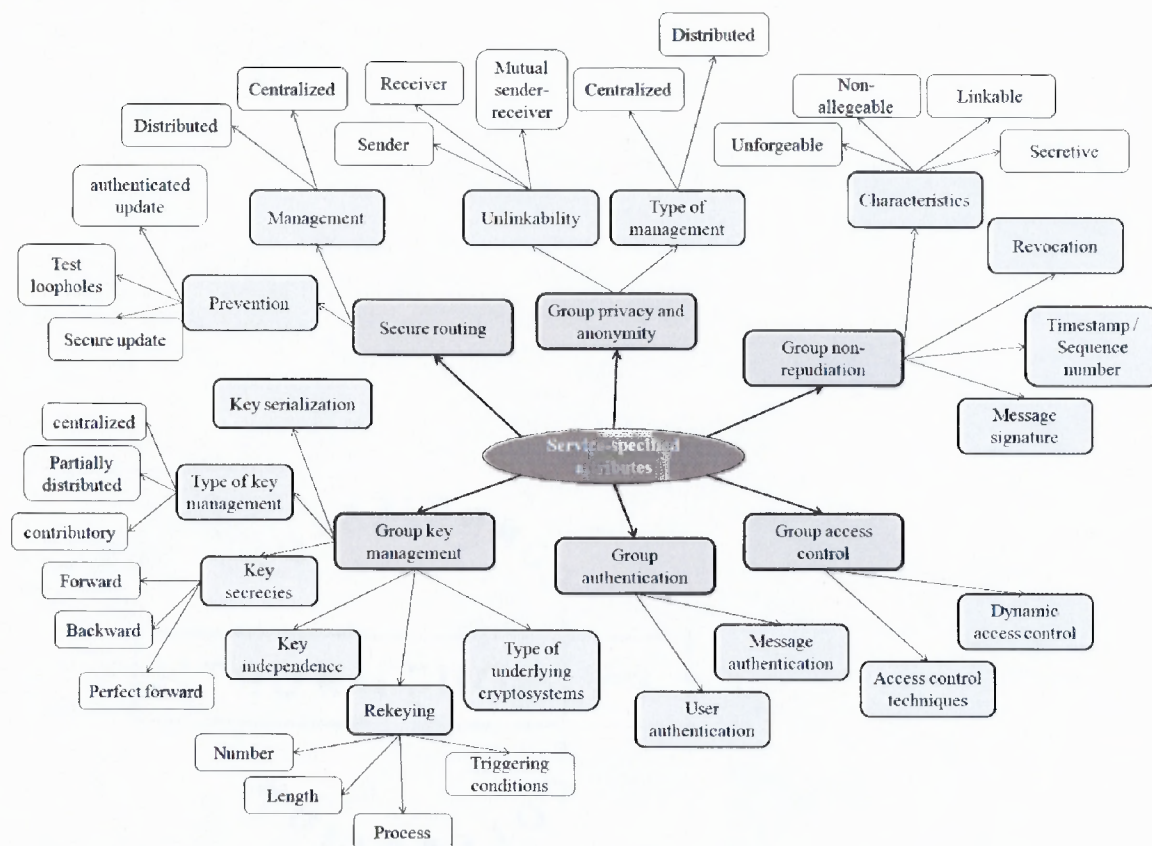 Distributed
Mutual
sender-
receiver
Centralized
Receiver
Centralized
Non-
allegeable
Linkable
Distributed
Sender
Unforgeable
Secretive
authenticated
update
Management
Unlinkability
Type of
management
Characteristics
Revocation
Test
loopholes
Prevention
Secure update
Secure routing
Group privacy and
anonymity
Group non-
repudiation
Timestamp /
Sequence
number
Message
signature
Key serialization
centralized
Partially
distributed
contributory
Type of key
management
Service-specified
attributes
Group key
management
Group
authentication
Group access
control
Forward
Backward
Perfect forward
Key
secrecies
Key
independence
Type of
underlying
cryptosystems
Message
authentication
Dynamic
access control
Access control
techniques
User
authentication
Rekeying
Number
Length
Process
Triggering
conditions